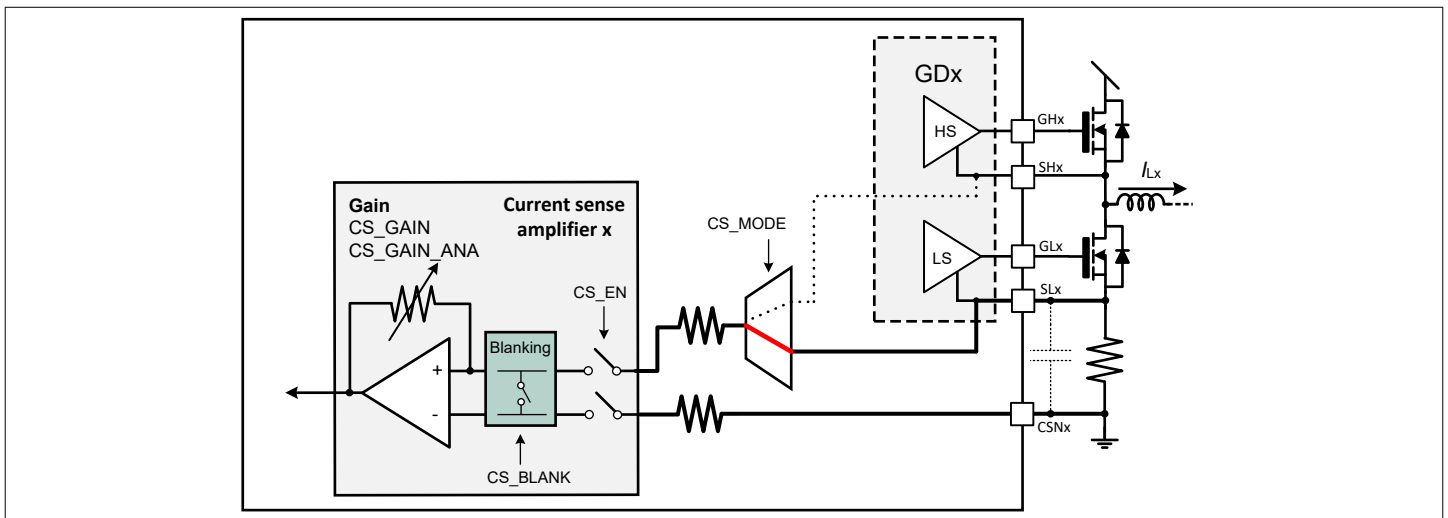 GDx
HS
GHx
SHx
ILx
Gain
CS_GAIN
CS_GAIN_ANA
Current sense
amplifier x
CS_MODE
LS
GLx
SLx
CS_EN
Blanking
+
-
CS_BLANK
CSNx